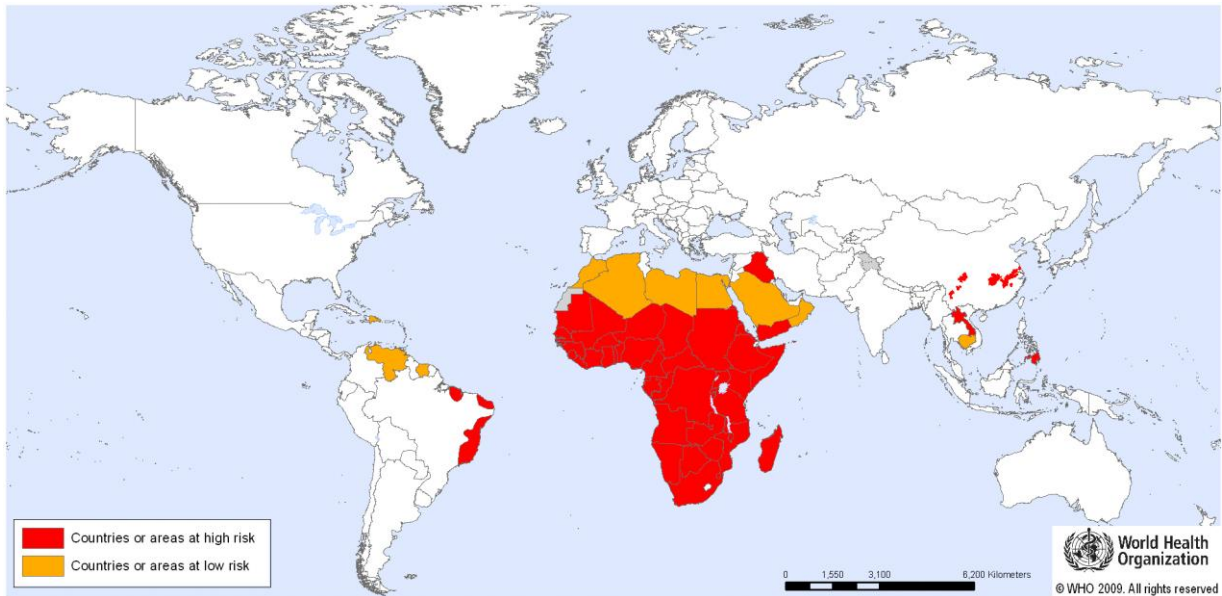 Countries or areas at high risk
Countries or areas at low risk
0 1,550 3,100 6,200 Kilometers
World Health
Organization
© WHO 2009. All rights reserved